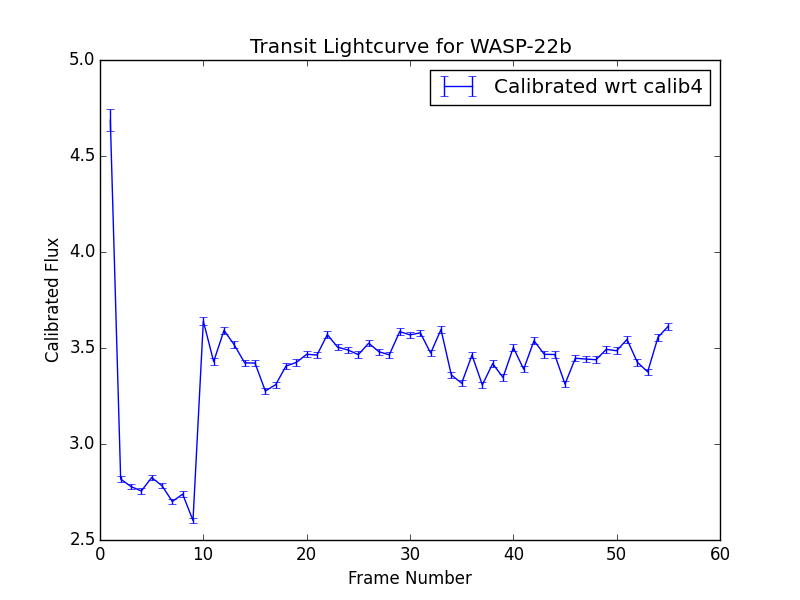 Transit Lightcurve for WASP-22b
Calibrated wrt calib4
5.0
4.5
4.0
3.5
3.0
2.5
Calibrated Flux
0 10 20 30 40 50 60
Frame Number